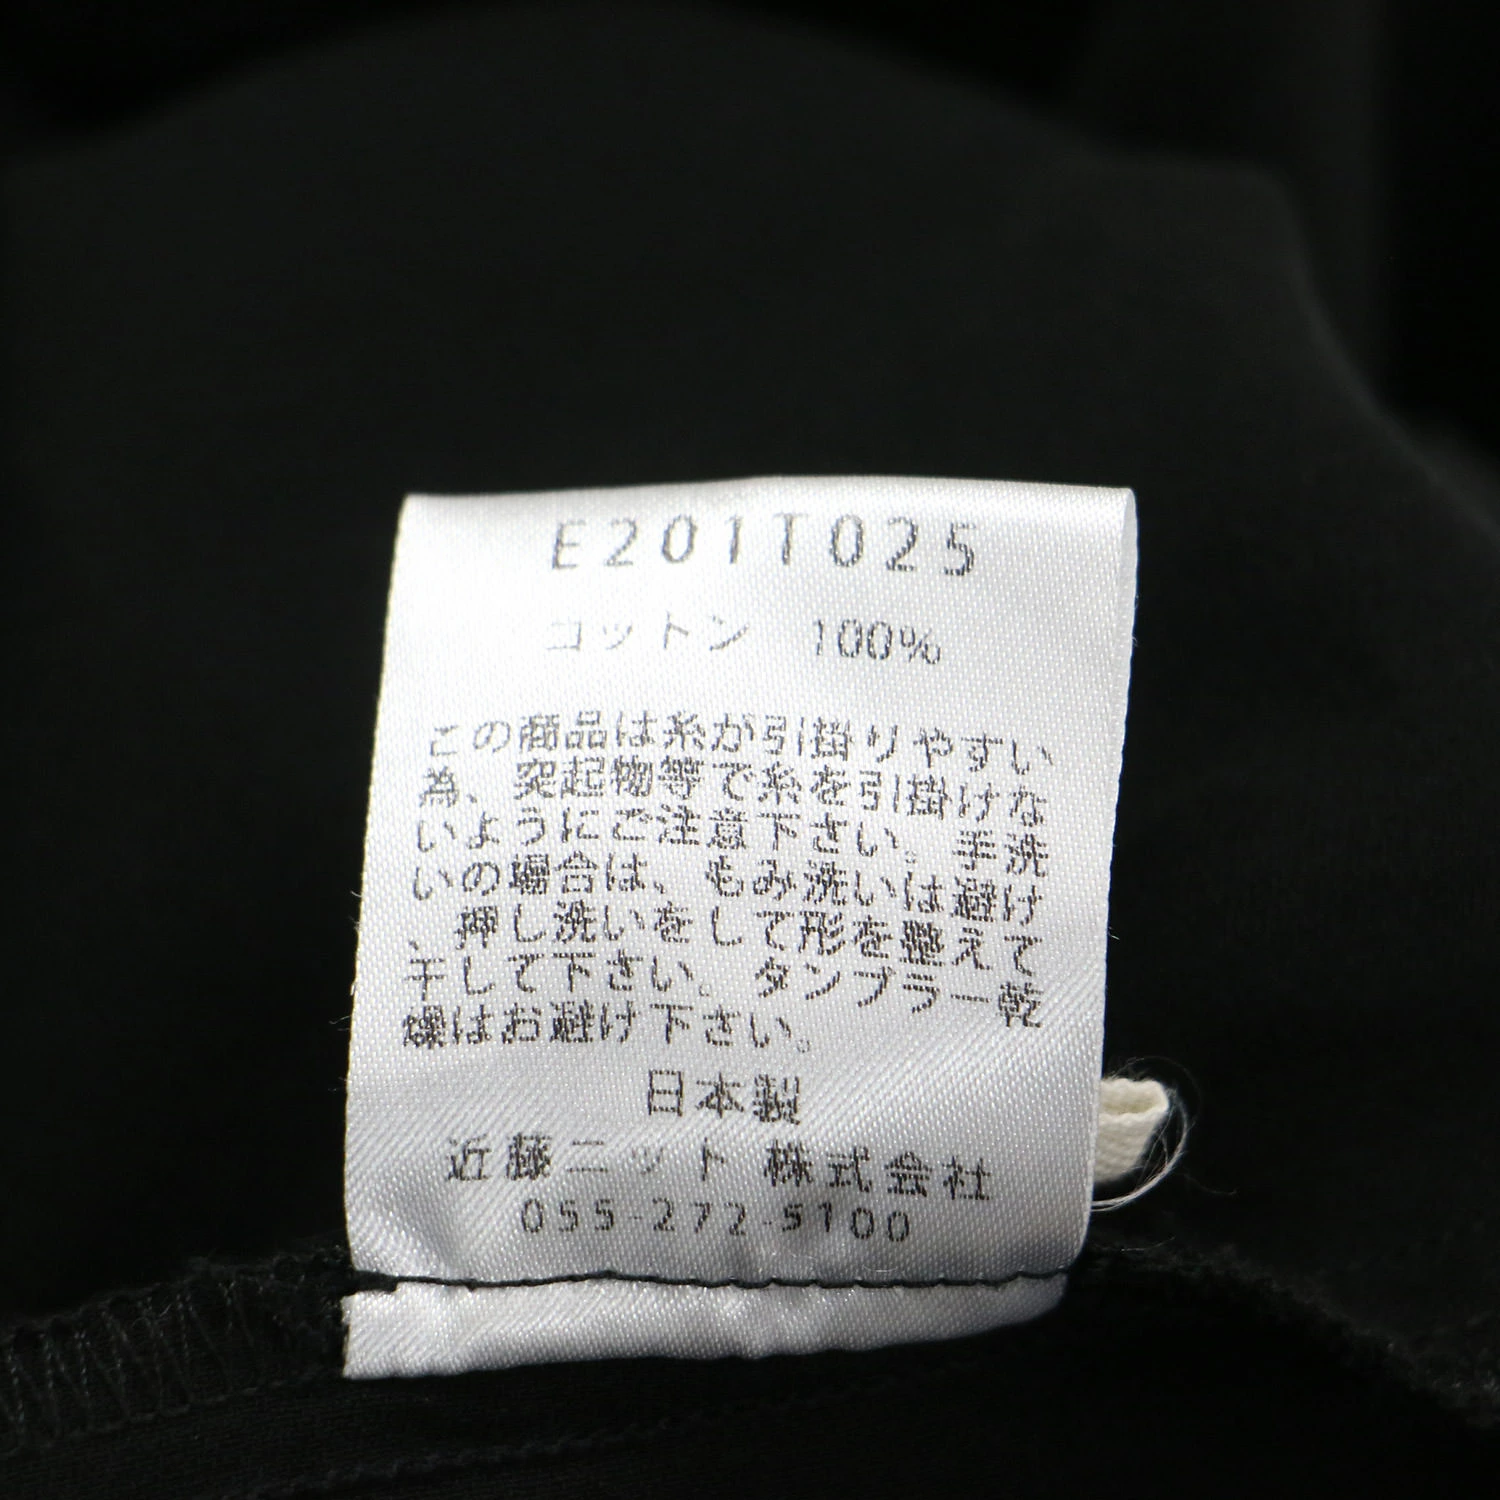 E201T025
コットン 100%
この商品は糸が引掛りやすい
為、突起物等で糸を引掛けな
いようにご注意下さい。手洗
いの場合は、もみ洗いは避け
、押し洗いをして形を整えて
干して下さい。タンブラー乾
燥はお避け下さい。
日本製
近藤ニット株式会社
055-272-5100